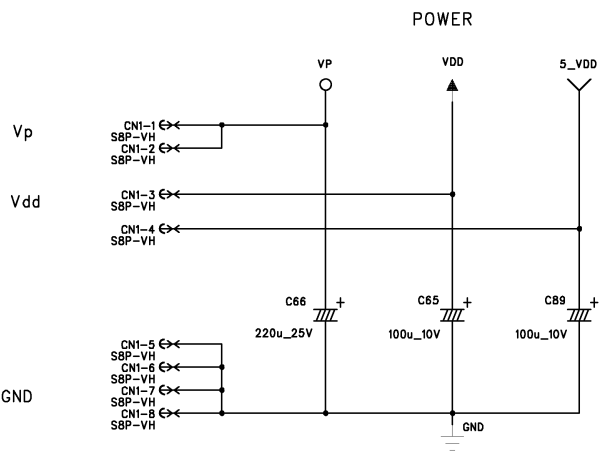 POWER
VP
VDD
5_VDD
Vp
CN1-1
S8P-VH
CN1-2
S8P-VH
Vdd
CN1-3
S8P-VH
CN1-4
S8P-VH
C66
+
220u_25V
C65
+
100u_10V
C89
+
100u_10V
CN1-5
S8P-VH
CN1-6
S8P-VH
GND
CN1-7
S8P-VH
CN1-8
S8P-VH
GND